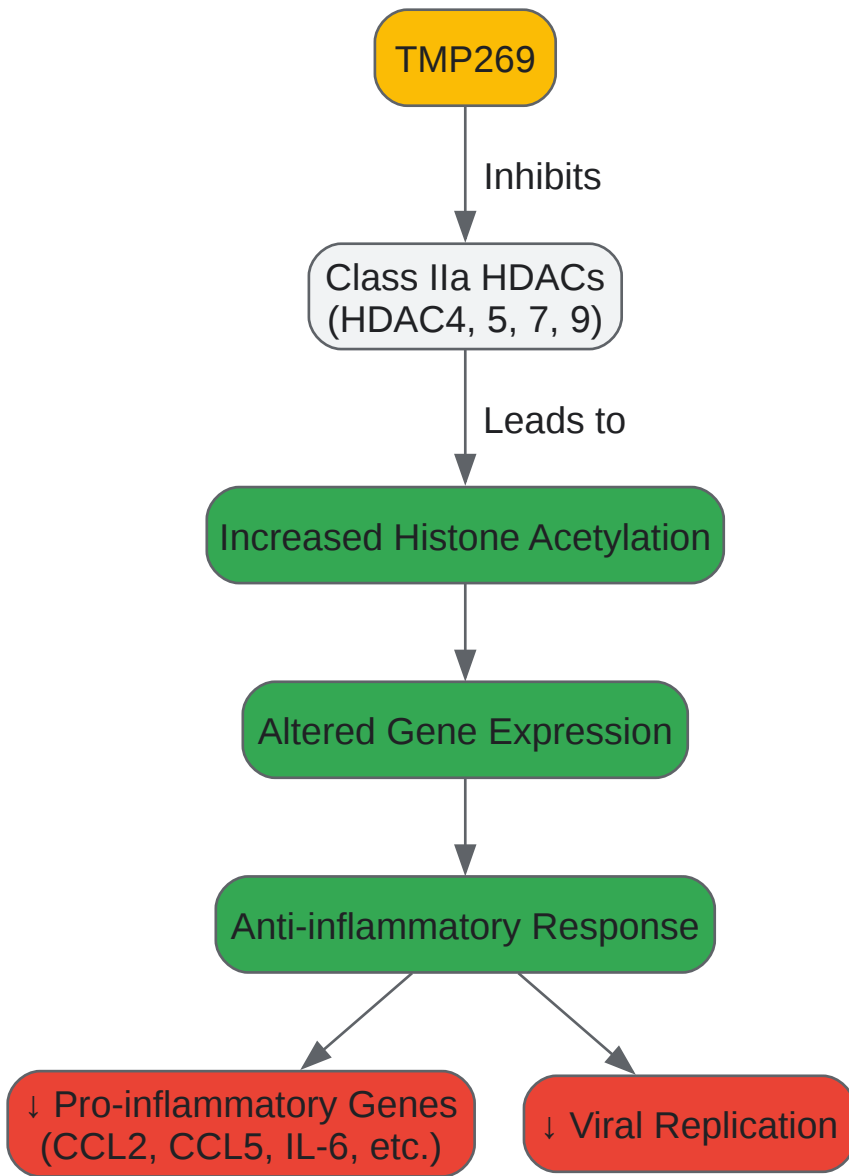 TMP269
Inhibits
Class IIa HDACs
(HDAC4, 5, 7, 9)
Leads to
Increased Histone Acetylation
Altered Gene Expression
Anti-inflammatory Response
↓ Pro-inflammatory Genes
(CCL2, CCL5, IL-6, etc.)
↓ Viral Replication